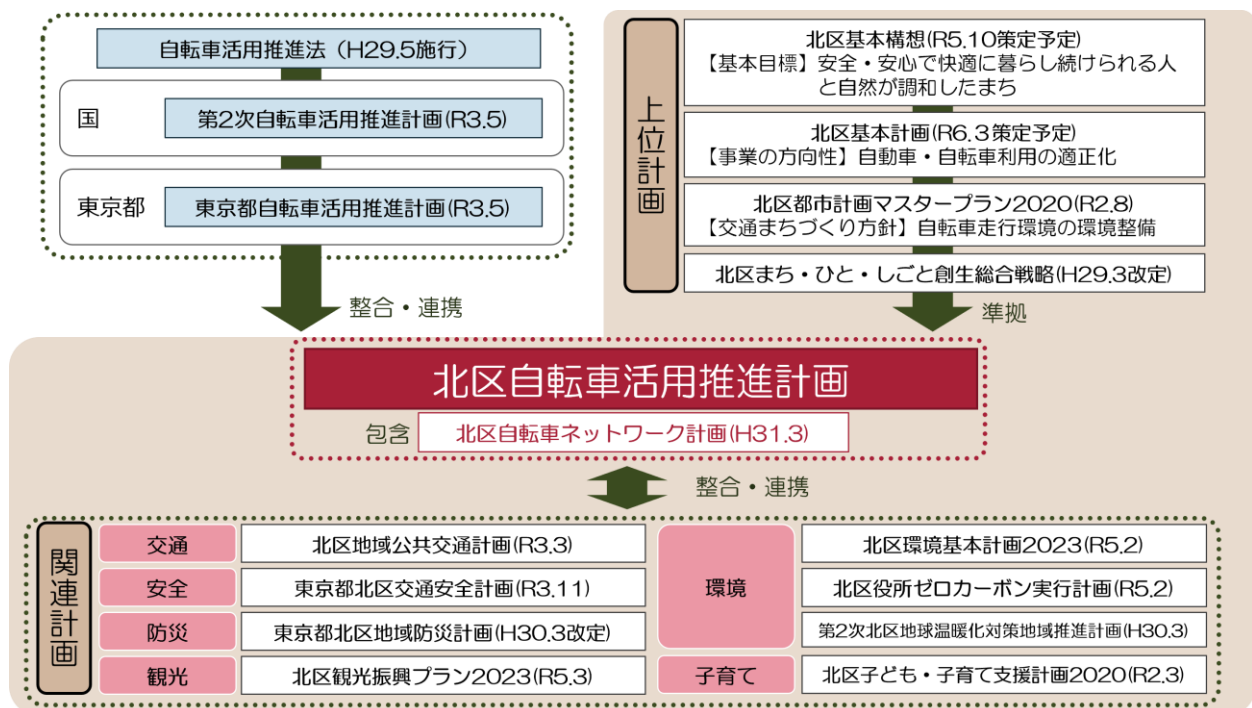 自転車活用推進法（H29.5施行）
国
第2次自転車活用推進計画(R3.5)
東京都
東京都自転車活用推進計画(R3.5)
整合・連携
上位計画
北区基本構想(R5.10策定予定)
【基本目標】安全・安心で快適に暮らし続けられる人
と自然が調和したまち
北区基本計画(R6.3策定予定)
【事業の方向性】自動車・自転車利用の適正化
北区都市計画マスタープラン2020(R2.8)
【交通まちづくり方針】自転車走行環境の環境整備
北区まち・ひと・しごと創生総合戦略(H29.3改定)
準拠
北区自転車活用推進計画
包含
北区自転車ネットワーク計画(H31.3)
整合・連携
関連計画
交通
北区地域公共交通計画(R3.3)
安全
東京都北区交通安全計画(R3.11)
防災
東京都北区地域防災計画(H30.3改定)
観光
北区観光振興プラン2023(R5.3)
環境
北区環境基本計画2023(R5.2)
北区役所ゼロカーボン実行計画(R5.2)
第2次北区地球温暖化対策地域推進計画(H30.3)
子育て
北区子ども・子育て支援計画2020(R2.3)